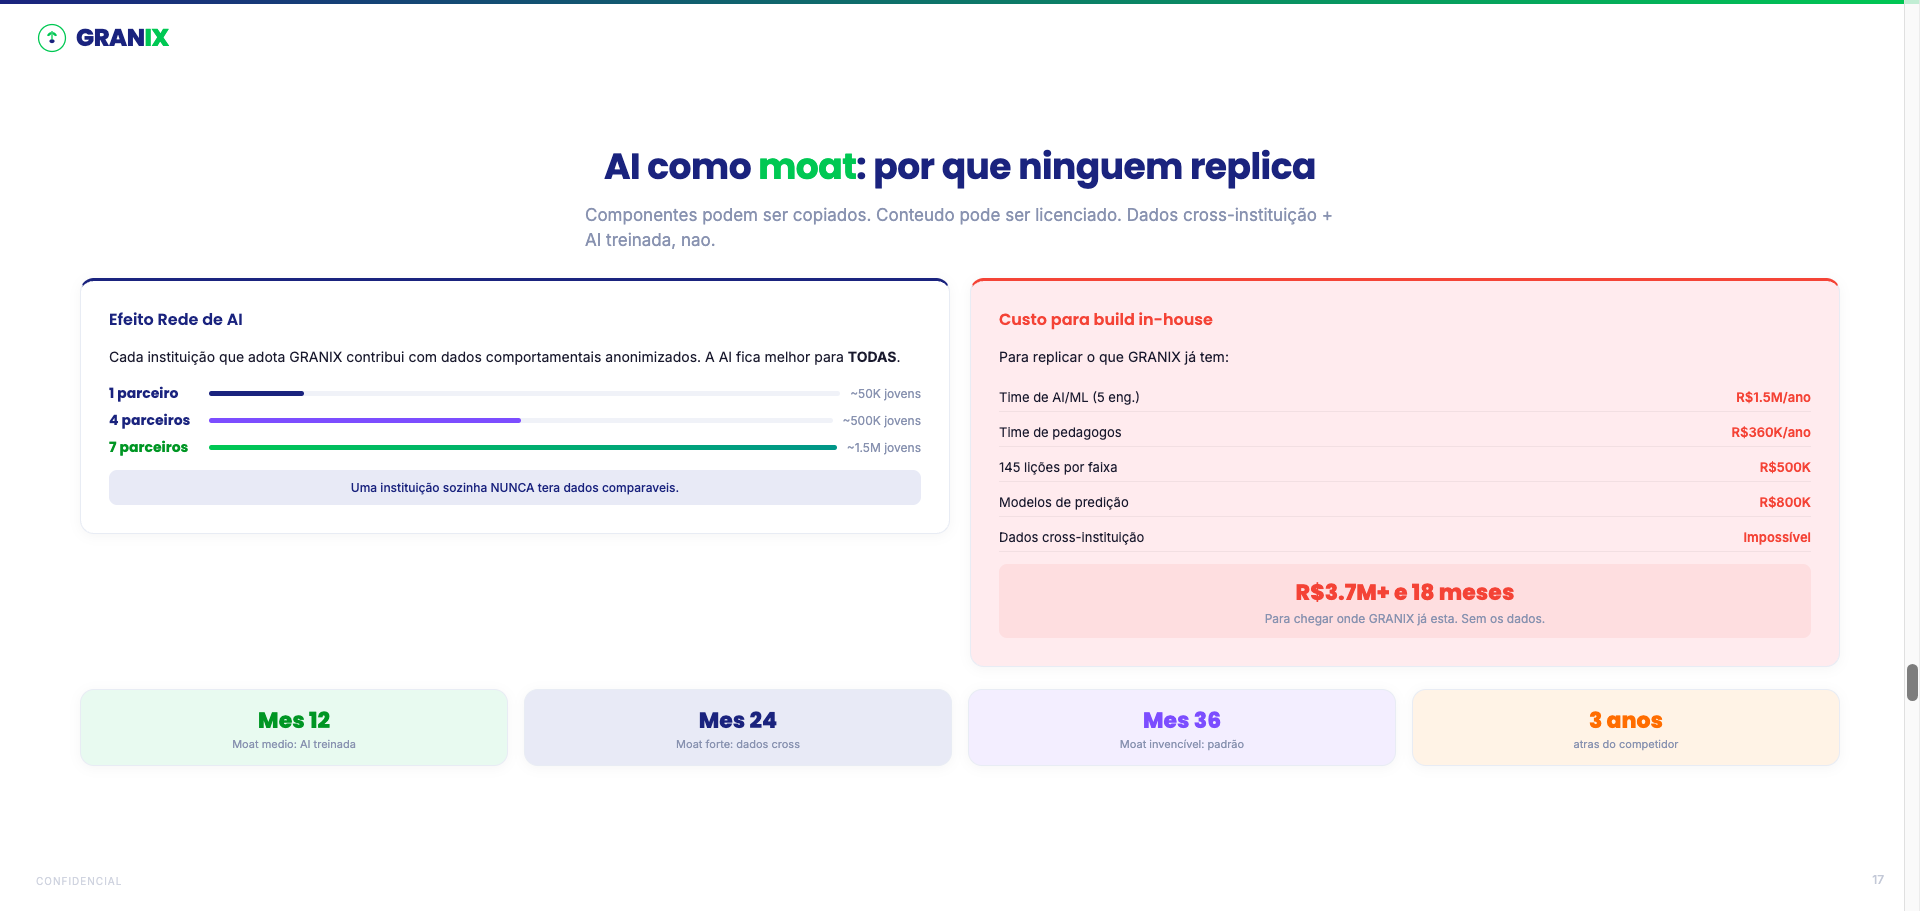 GRANIX
AI como moat: por que ninguem replica
Componentes podem ser copiados. Conteudo pode ser licenciado. Dados cross-instituição +
AI treinada, nao.
Efeito Rede de AI
Cada instituição que adota GRANIX contribui com dados comportamentais anonimizados. A AI fica melhor para TODAS.
1 parceiro ~50K jovens
4 parceiros ~500K jovens
7 parceiros ~1.5M jovens
Uma instituição sozinha NUNCA tera dados comparaveis.
Custo para build in-house
Para replicar o que GRANIX já tem:
Time de AI/ML (5 eng.) R$1.5M/ano
Time de pedagogos R$360K/ano
145 lições por faixa R$500K
Modelos de predição R$800K
Dados cross-instituição Impossível
R$3.7M+ e 18 meses
Para chegar onde GRANIX já esta. Sem os dados.
Mes 12
Moat medio: AI treinada
Mes 24
Moat forte: dados cross
Mes 36
Moat invencível: padrão
3 anos
atras do competidor
CONFIDENCIAL
17